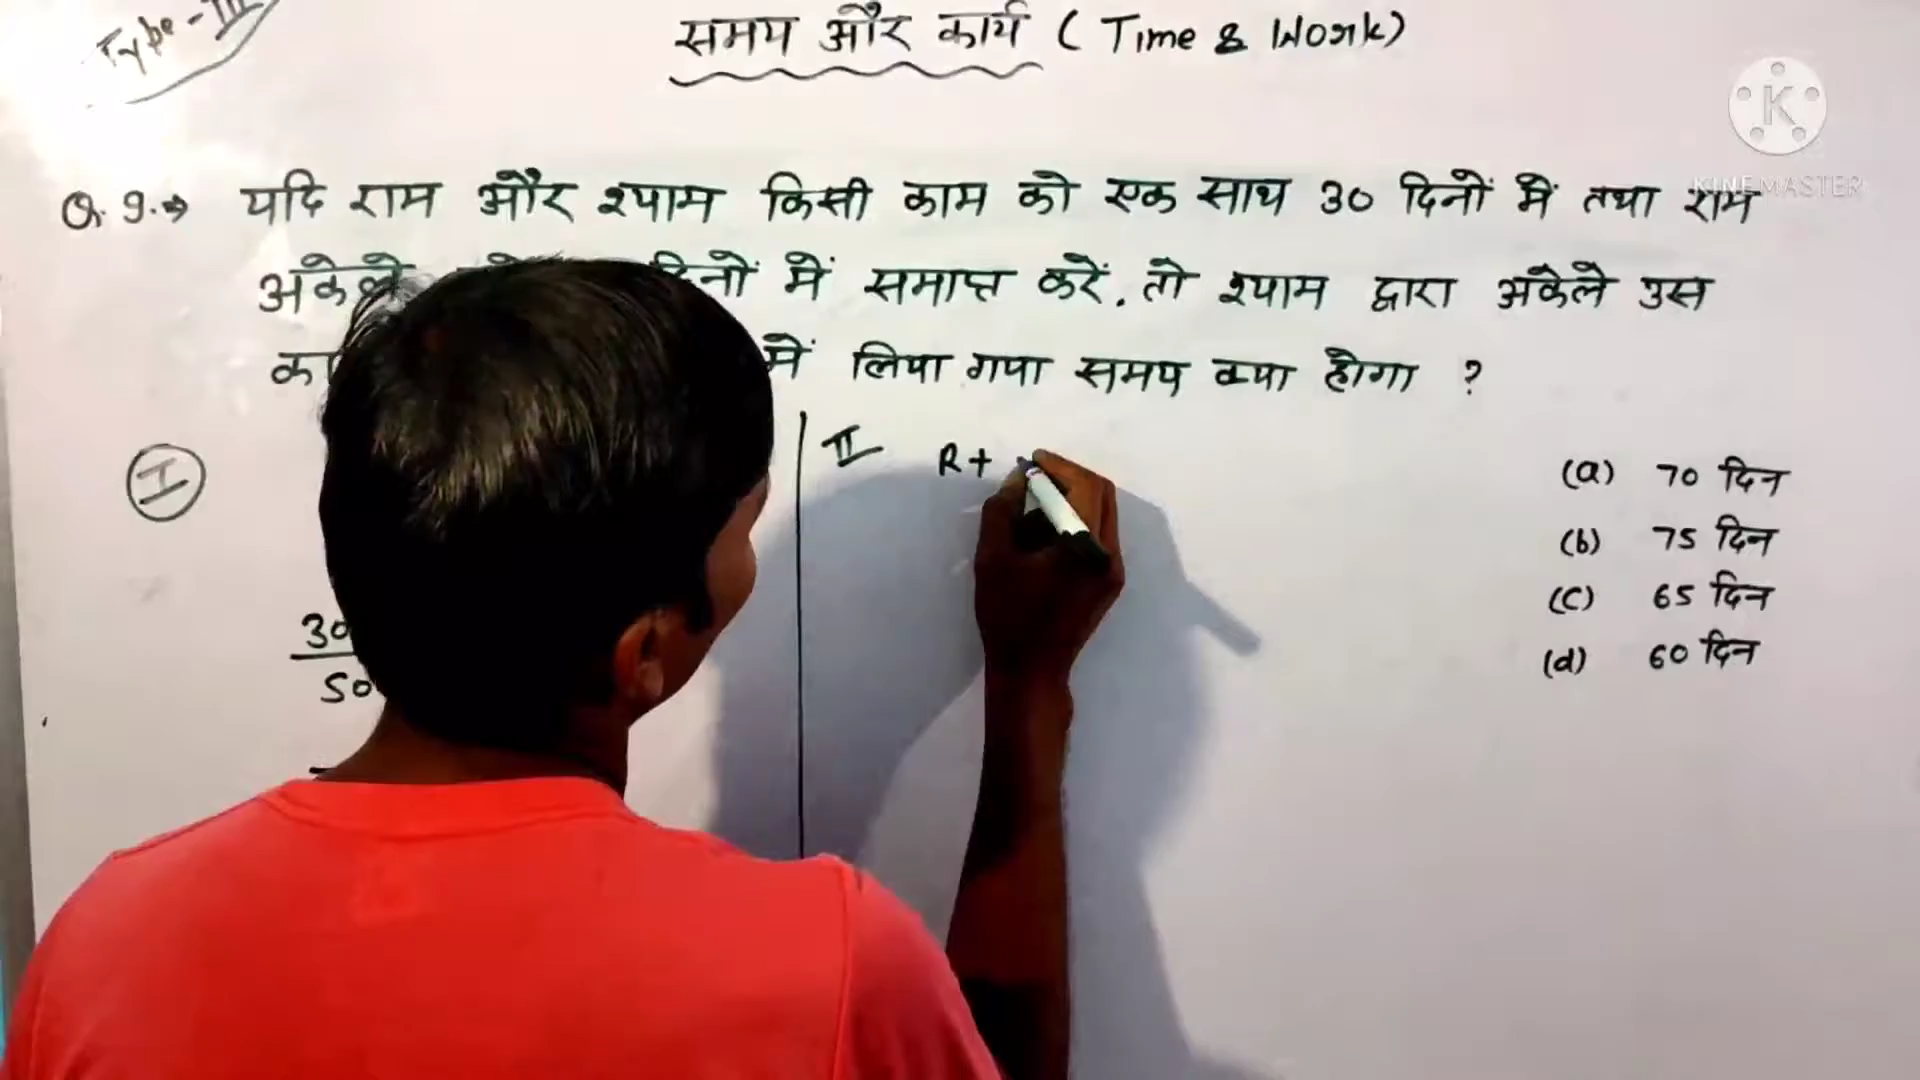 Type-III
समय और कार्य ( Time & Work)
KINEMASTER
Q.9.⇒ यदि राम और श्याम किसी काम को एक साथ 30 दिनों में तथा राम
अकेले दिनों में समाप्त करें. तो श्याम द्वारा अकेले उस
में लिया गया समय क्या होगा ?
I
II R+
(a) 70 दिन
(b) 75 दिन
(c) 65 दिन
(d) 60 दिन
30
50